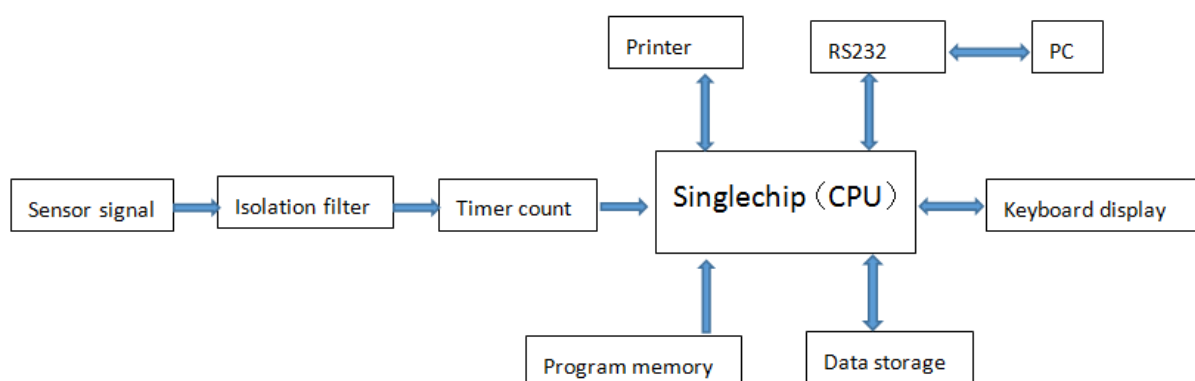 Printer
RS232
PC
Sensor signal
Isolation filter
Timer count
Singlechip（CPU）
Keyboard display
Program memory
Data storage